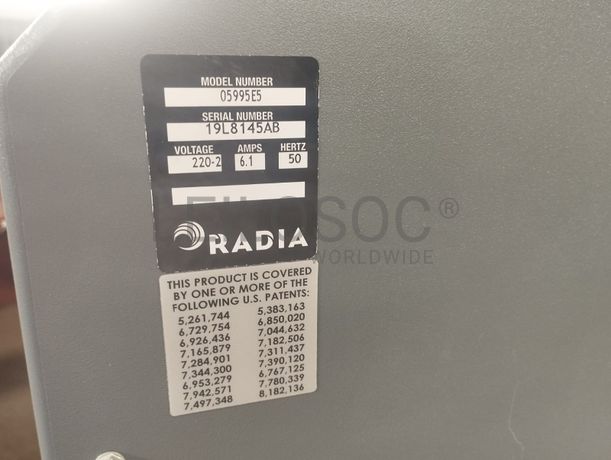 MODEL NUMBER
05995E5
SERIAL NUMBER
19L8145AB
VOLTAGE AMPS HERTZ
220-2 6.1 50
RADIA
WORLDWIDE
THIS PRODUCT IS COVERED
BY ONE OR MORE OF THE
FOLLOWING U.S. PATENTS:
5,261,744 5,383,163
6,729,754 6,850,020
6,926,436 7,044,632
7,165,879 7,182,506
7,284,901 7,311,437
7,344,300 7,390,120
6,953,279 6,767,125
7,942,571 7,780,339
7,497,348 8,182,136